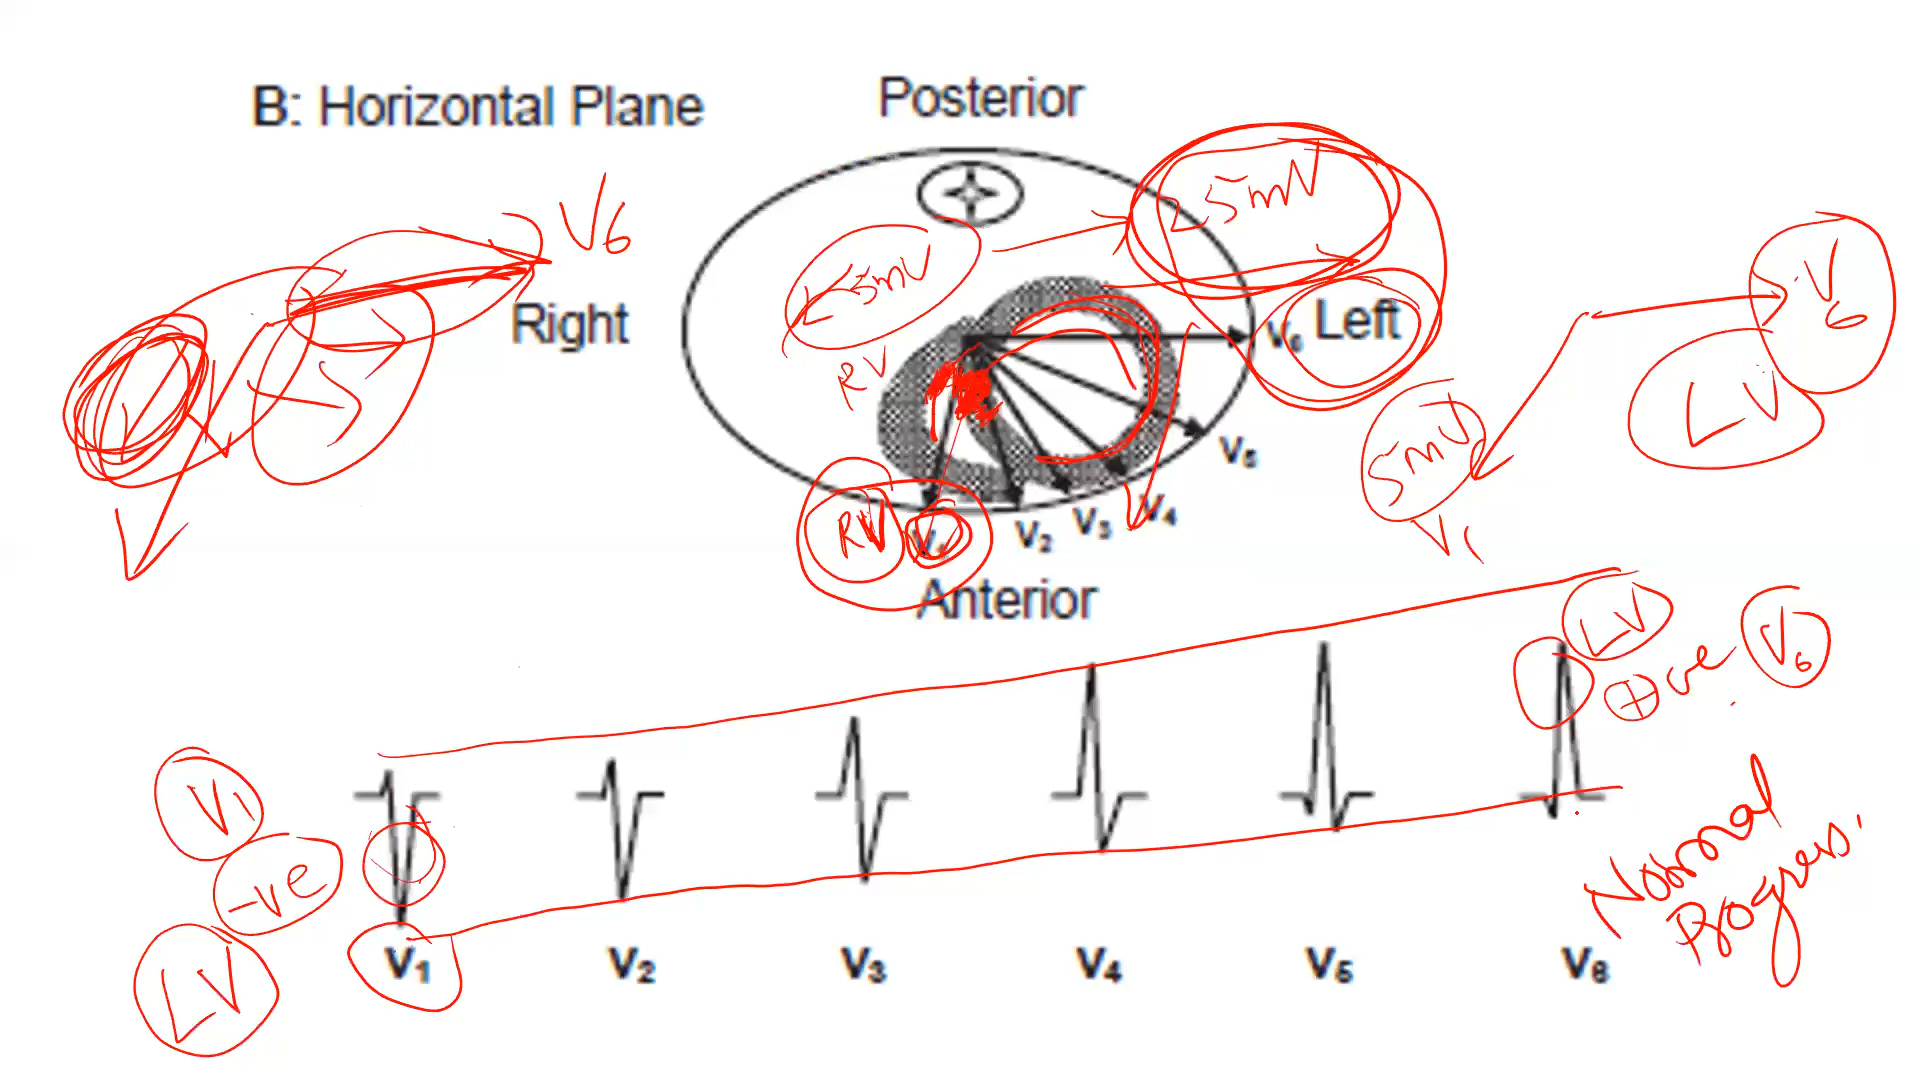 B: Horizontal Plane
Posterior
V6
25mV
5mV
Right
Left
V6
V6
RV
LV
5mV
V5
V4
V3
V2
V1
RV
V1
Anterior
LV
+ve
V6
V1
-ve
LV
Normal
Progress.
V1
V2
V3
V4
V5
V6